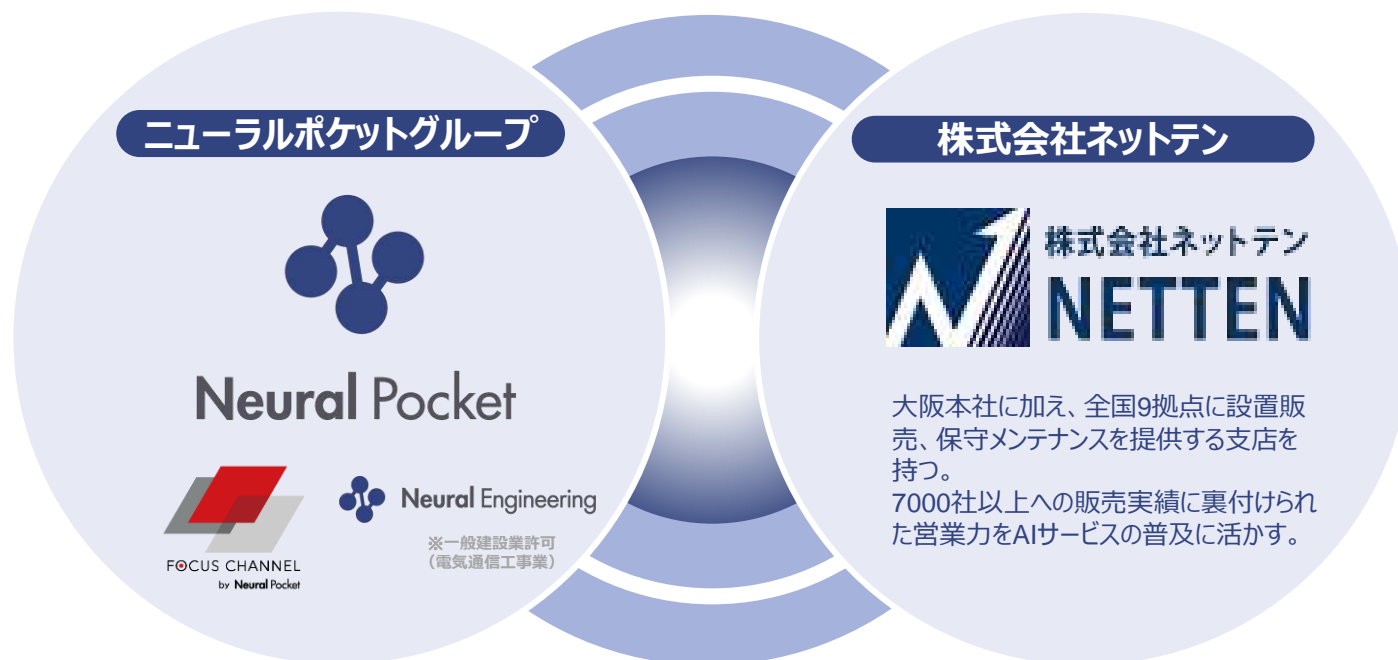 ニューラルポケットグループ
Neural Pocket
FOCUS CHANNEL
by Neural Pocket
Neural Engineering
※一般建設業許可
（電気通信工事業）
株式会社ネットテン
株式会社ネットテン
NETTEN
大阪本社に加え、全国9拠点に設置販
売、保守メンテナンスを提供する支店を
持つ。
7000社以上への販売実績に裏付けられ
た営業力をAIサービスの普及に活かす。